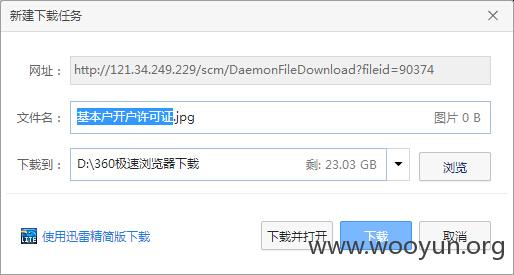 新建下载任务
网址： http://121.34.249.229/scm/DaemonFileDownload?fileid=90374
文件名： 基本户开户许可证.jpg 图片 0 B
下载到： D:\360极速浏览器下载 剩: 23.03 GB 浏览
使用迅雷精简版下载 下载并打开 下载 取消
www.wooyun.org